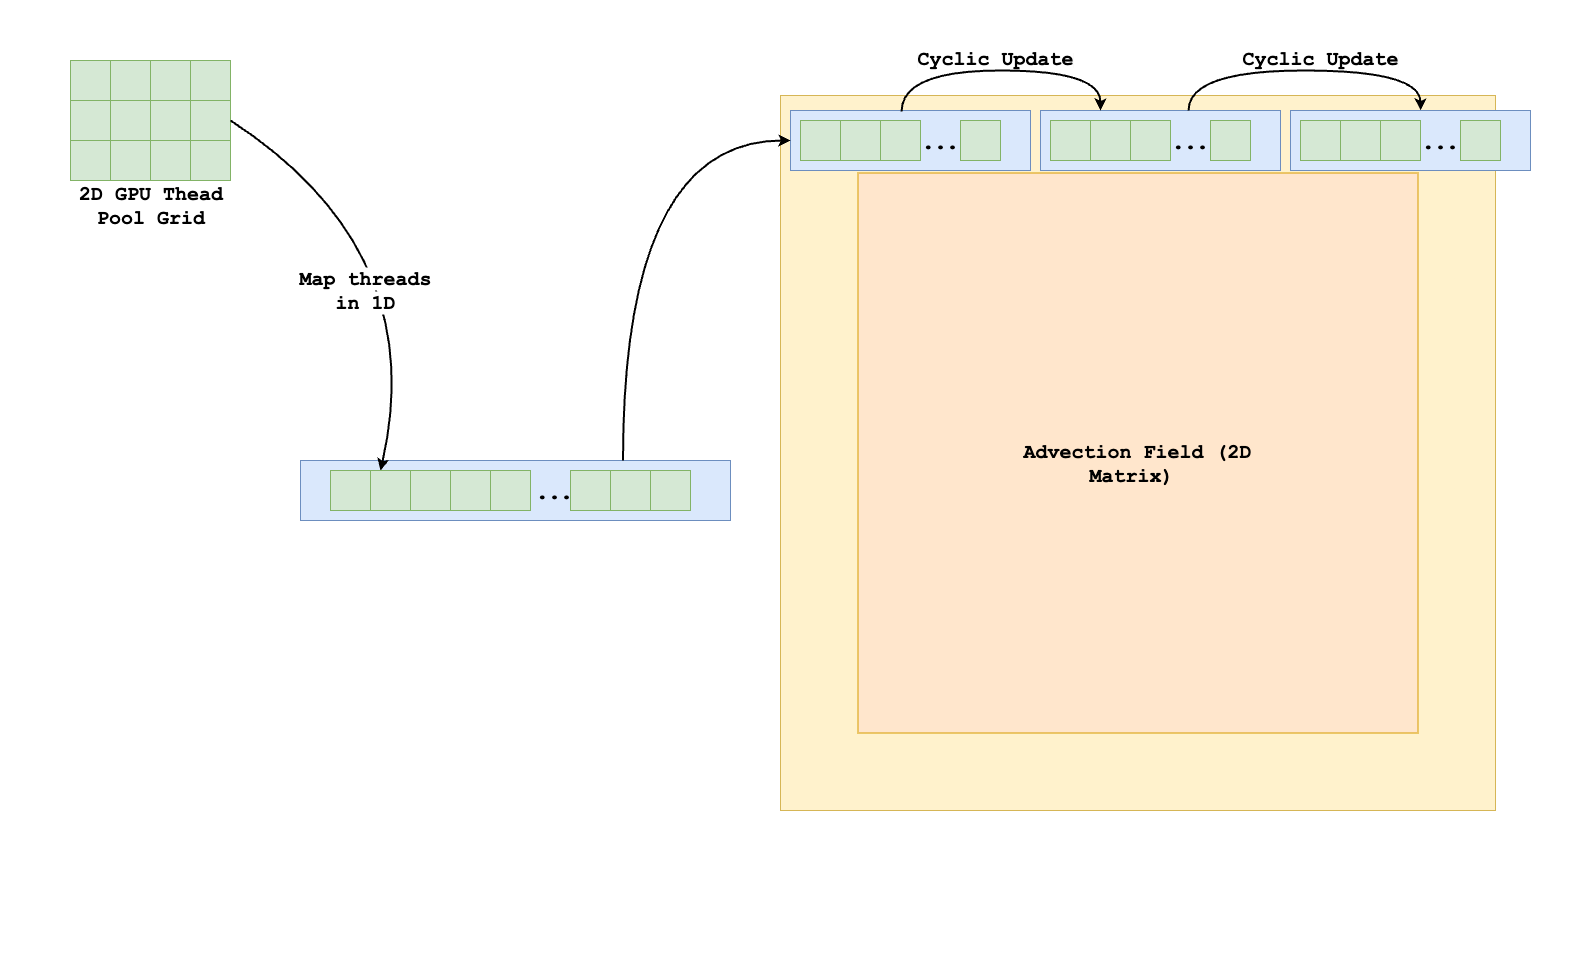 Cyclic Update
Cyclic Update
...
...
...
2D GPU Thead
Pool Grid
Map threads
in 1D
...
Advection Field (2D
Matrix)